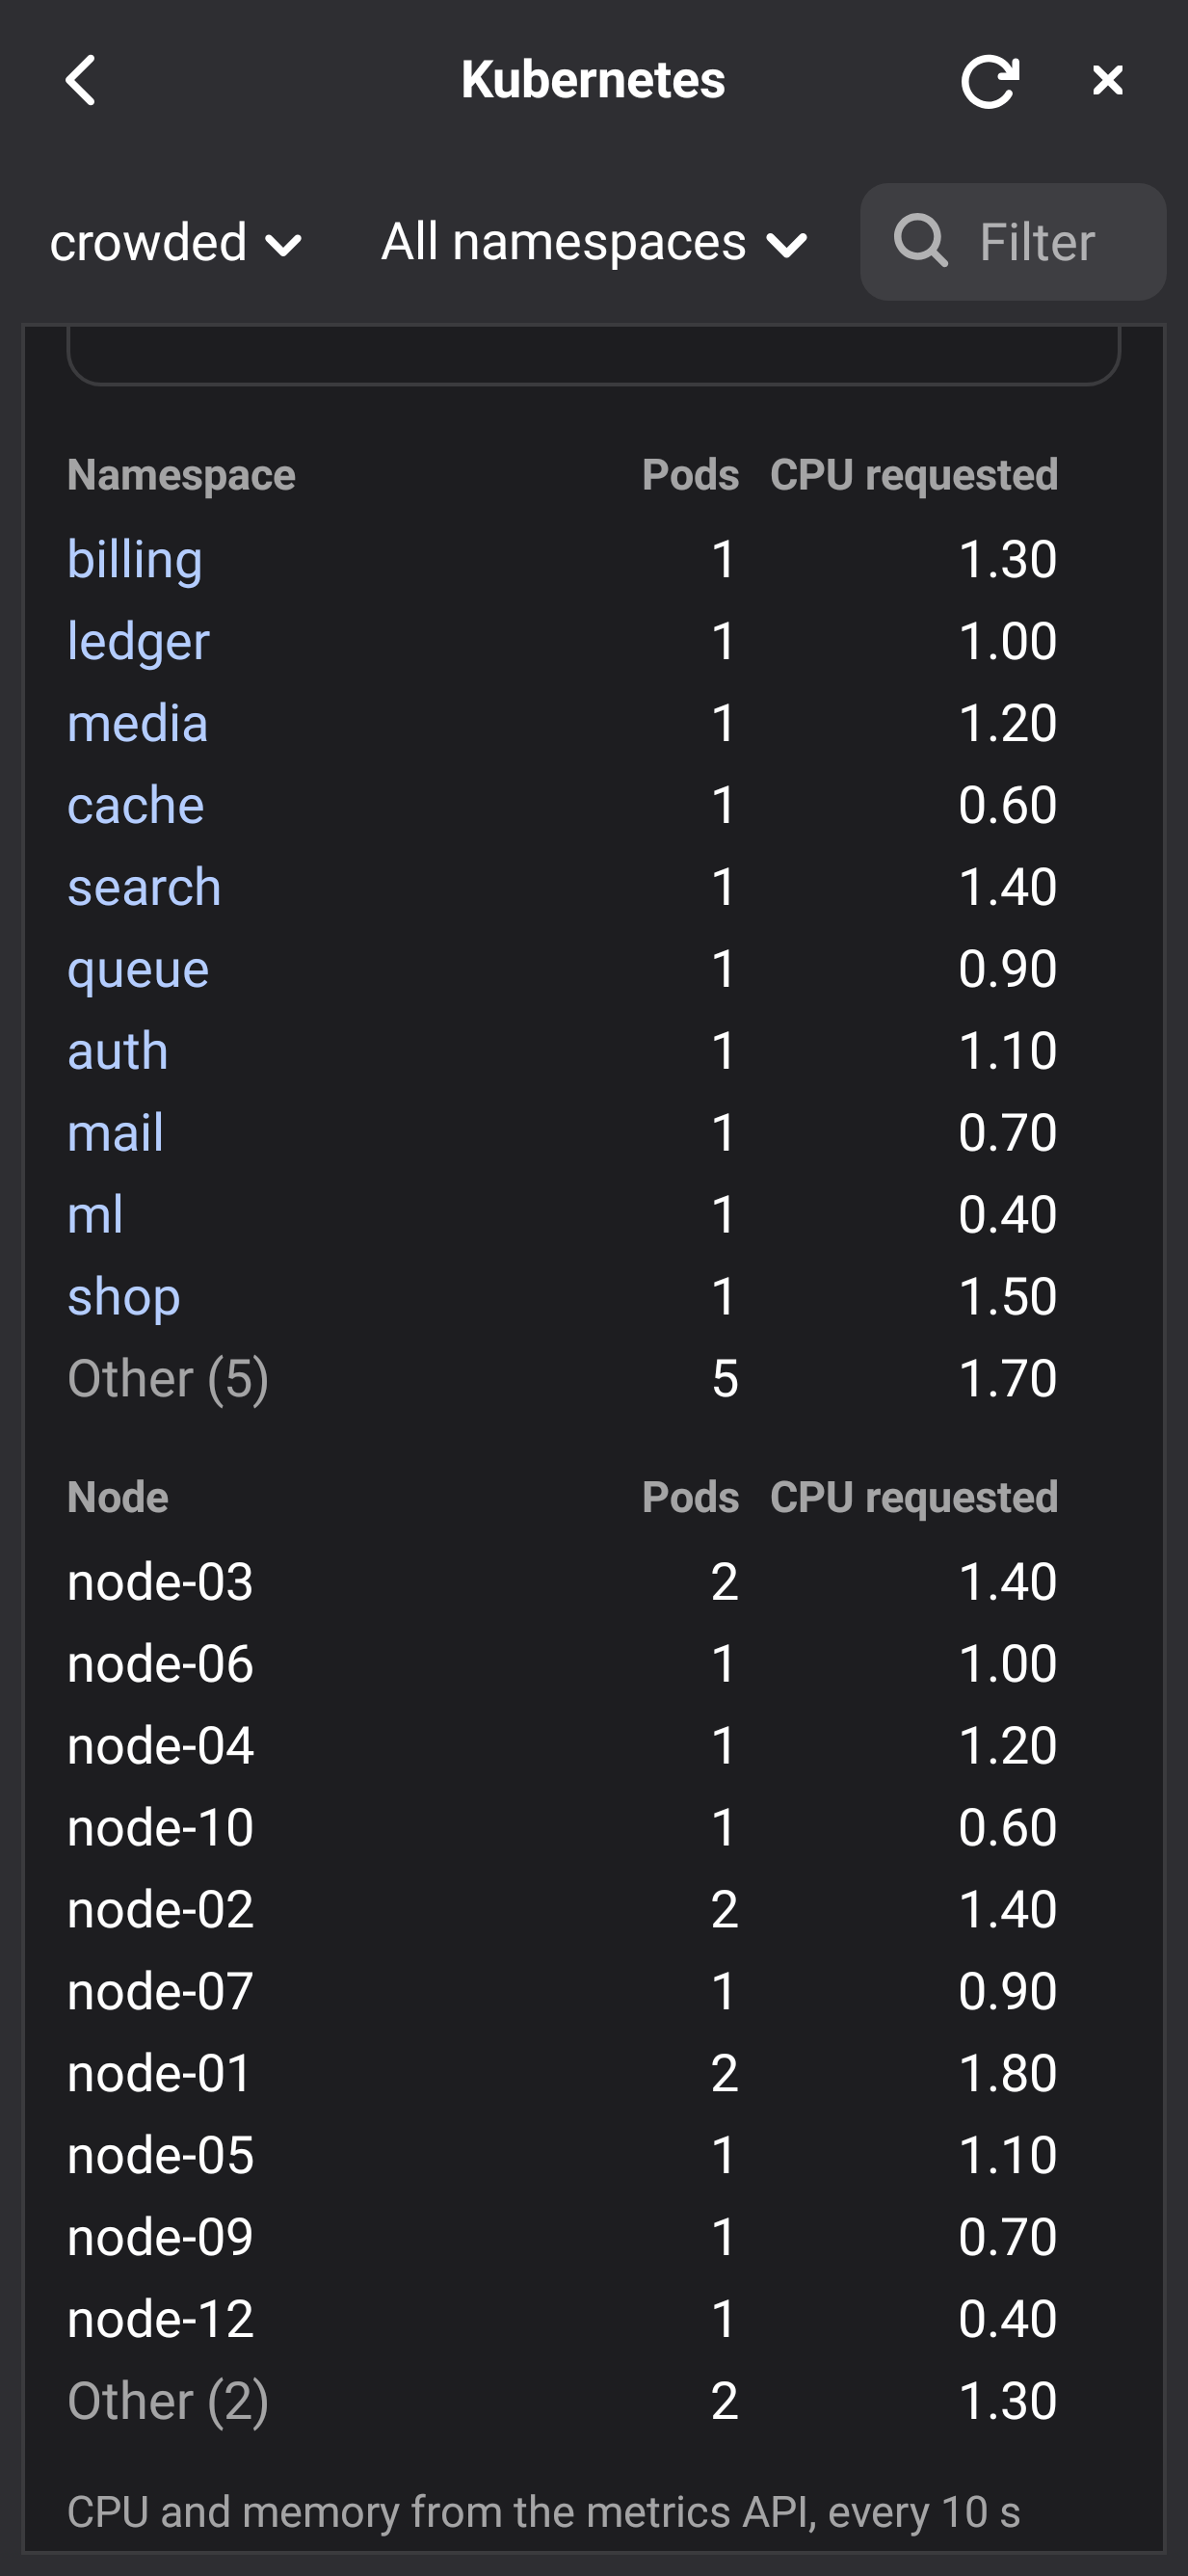 Kubernetes
crowded All namespaces Filter
Namespace Pods CPU requested
billing 1 1.30
ledger 1 1.00
media 1 1.20
cache 1 0.60
search 1 1.40
queue 1 0.90
auth 1 1.10
mail 1 0.70
ml 1 0.40
shop 1 1.50
Other (5) 5 1.70
Node Pods CPU requested
node-03 2 1.40
node-06 1 1.00
node-04 1 1.20
node-10 1 0.60
node-02 2 1.40
node-07 1 0.90
node-01 2 1.80
node-05 1 1.10
node-09 1 0.70
node-12 1 0.40
Other (2) 2 1.30
CPU and memory from the metrics API, every 10 s